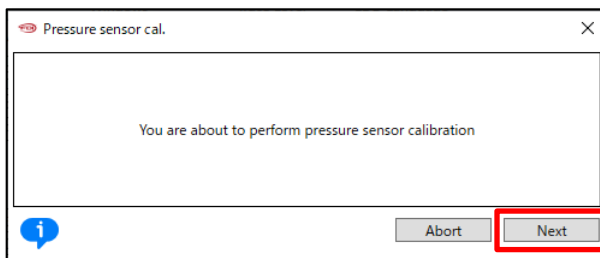 Pressure sensor cal.
You are about to perform pressure sensor calibration
Abort
Next